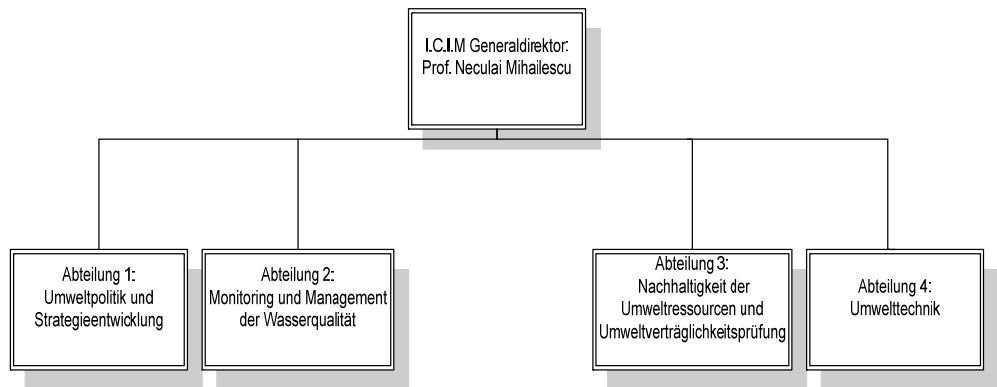 I.C.I.M Generaldirektor:
Prof. Neculai Mihailescu
Abteilung 1:
Umweltpolitik und
Strategieentwicklung
Abteilung 2:
Monitoring und Management
der Wasserqualität
Abteilung 3:
Nachhaltigkeit der
Umweltressourcen und
Umweltverträglichkeitsprüfung
Abteilung 4:
Umwelttechnik